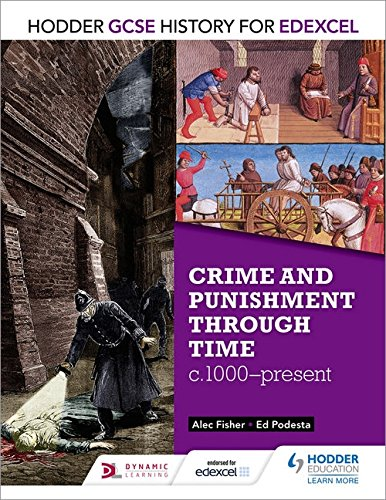 HODDER GCSE HISTORY FOR EDEXCEL
CRIME AND
PUNISHMENT
THROUGH
TIME
c.1000–present
Alec Fisher • Ed Podesta
DYNAMIC
LEARNING
endorsed for
edexcel
HODDER
EDUCATION
LEARN MORE